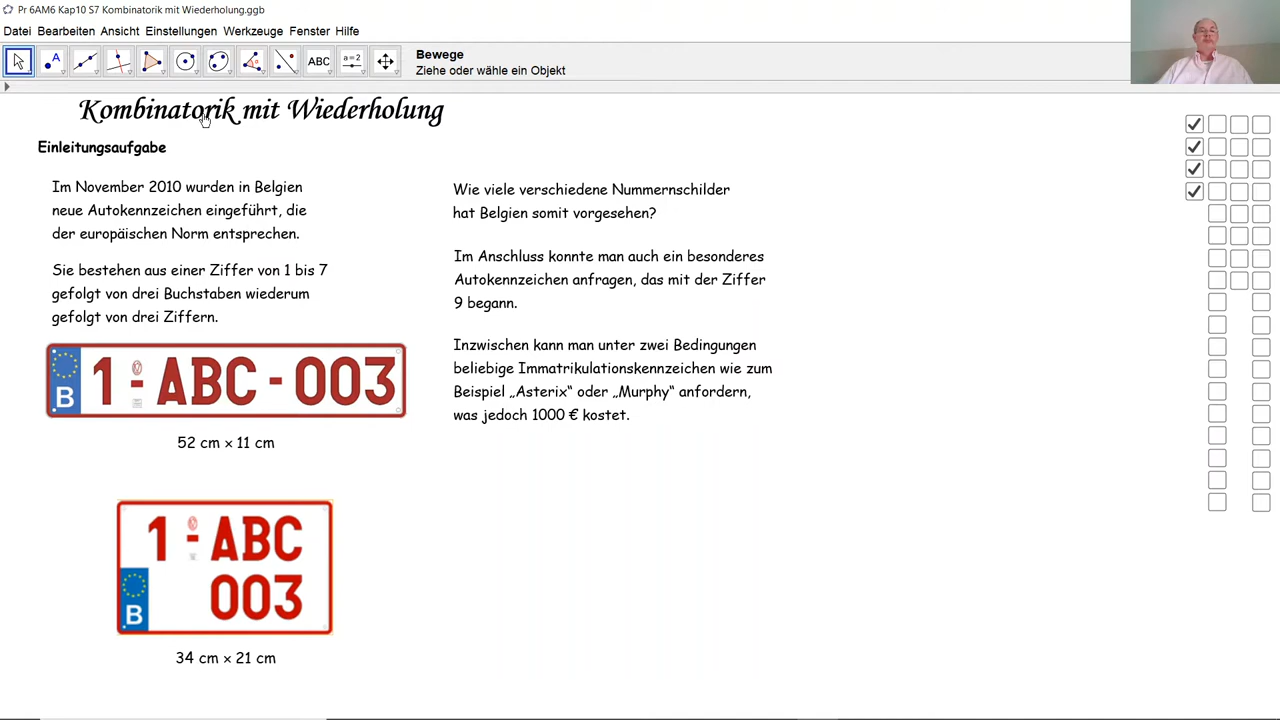 Pr 6AM6 Kap10 S7 Kombinatorik mit Wiederholung.ggb
Datei Bearbeiten Ansicht Einstellungen Werkzeuge Fenster Hilfe
A
ABC
a=2
Bewege
Ziehe oder wähle ein Objekt
Kombinatorik mit Wiederholung
Einleitungsaufgabe
Im November 2010 wurden in Belgien
neue Autokennzeichen eingeführt, die
der europäischen Norm entsprechen.
Sie bestehen aus einer Ziffer von 1 bis 7
gefolgt von drei Buchstaben wiederum
gefolgt von drei Ziffern.
B 1-ABC-003
52 cm × 11 cm
1-ABC
B 003
34 cm × 21 cm
Wie viele verschiedene Nummernschilder
hat Belgien somit vorgesehen?
Im Anschluss konnte man auch ein besonderes
Autokennzeichen anfragen, das mit der Ziffer
9 begann.
Inzwischen kann man unter zwei Bedingungen
beliebige Immatrikulationskennzeichen wie zum
Beispiel „Asterix“ oder „Murphy“ anfordern,
was jedoch 1000 € kostet.